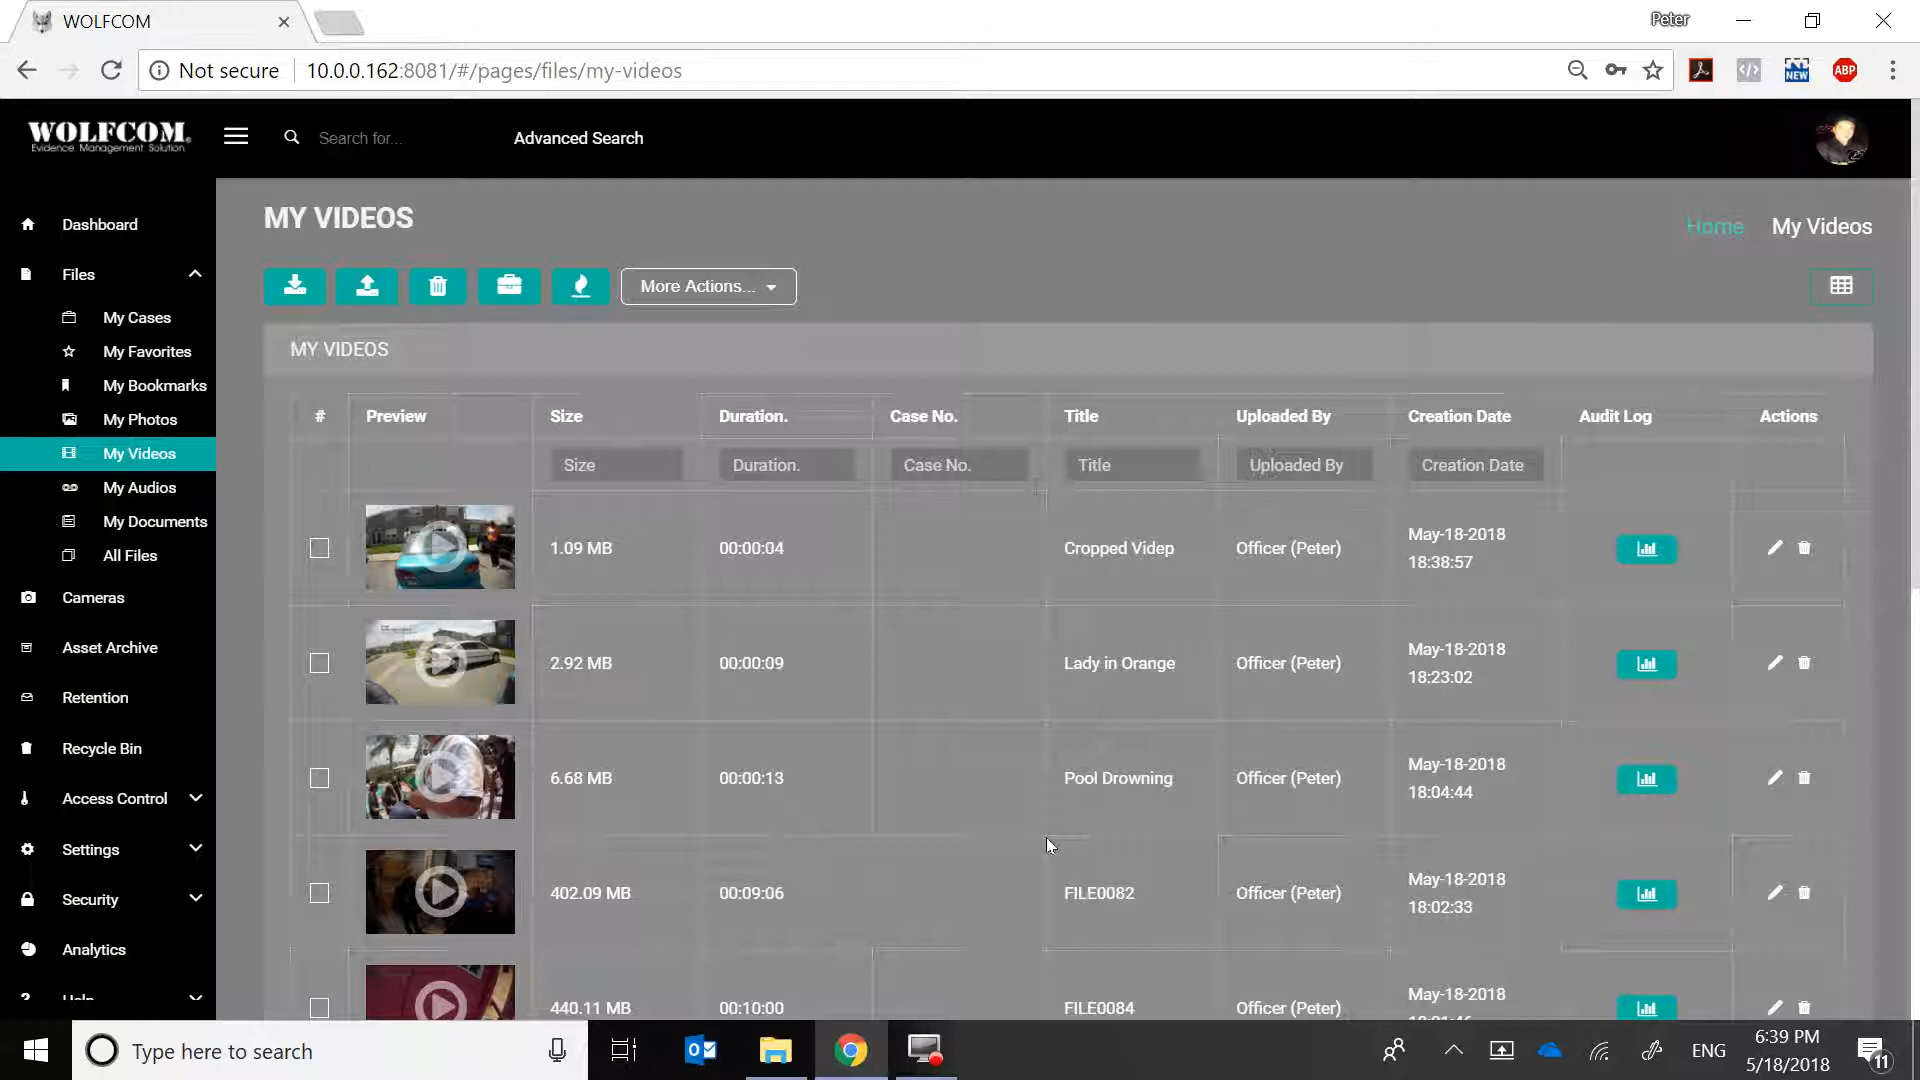 WOLFCOM
Peter
Not secure
10.0.0.162:8081/#/pages/files/my-videos
NEW
ABP
WOLFCOM
Evidence Management Solution
Search for...
Advanced Search
Dashboard
Files
My Cases
My Favorites
My Bookmarks
My Photos
My Videos
My Audios
My Documents
All Files
Cameras
Asset Archive
Retention
Recycle Bin
Access Control
Settings
Security
Analytics
Help
MY VIDEOS
Home
My Videos
More Actions...
MY VIDEOS
# Preview Size Duration. Case No. Title Uploaded By Creation Date Audit Log Actions
Size Duration. Case No. Title Uploaded By Creation Date
1.09 MB 00:00:04 Cropped Videp Officer (Peter) May-18-2018
18:38:57
2.92 MB 00:00:09 Lady in Orange Officer (Peter) May-18-2018
18:23:02
6.68 MB 00:00:13 Pool Drowning Officer (Peter) May-18-2018
18:04:44
402.09 MB 00:09:06 FILE0082 Officer (Peter) May-18-2018
18:02:33
440.11 MB 00:10:00 FILE0084 Officer (Peter) May-18-2018
Type here to search
ENG
6:39 PM
5/18/2018
11